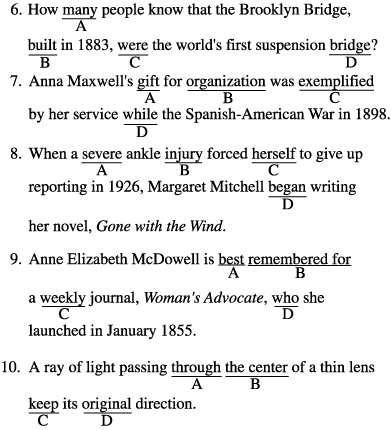 6. How many people know that the Brooklyn Bridge,
A
built in 1883, were the world's first suspension bridge?
B C D
7. Anna Maxwell's gift for organization was exemplified
A B C
by her service while the Spanish-American War in 1898.
D
8. When a severe ankle injury forced herself to give up
A B C
reporting in 1926, Margaret Mitchell began writing
D
her novel, Gone with the Wind.
9. Anne Elizabeth McDowell is best remembered for
A B
a weekly journal, Woman's Advocate, who she
C D
launched in January 1855.
10. A ray of light passing through the center of a thin lens
A B
keep its original direction.
C D